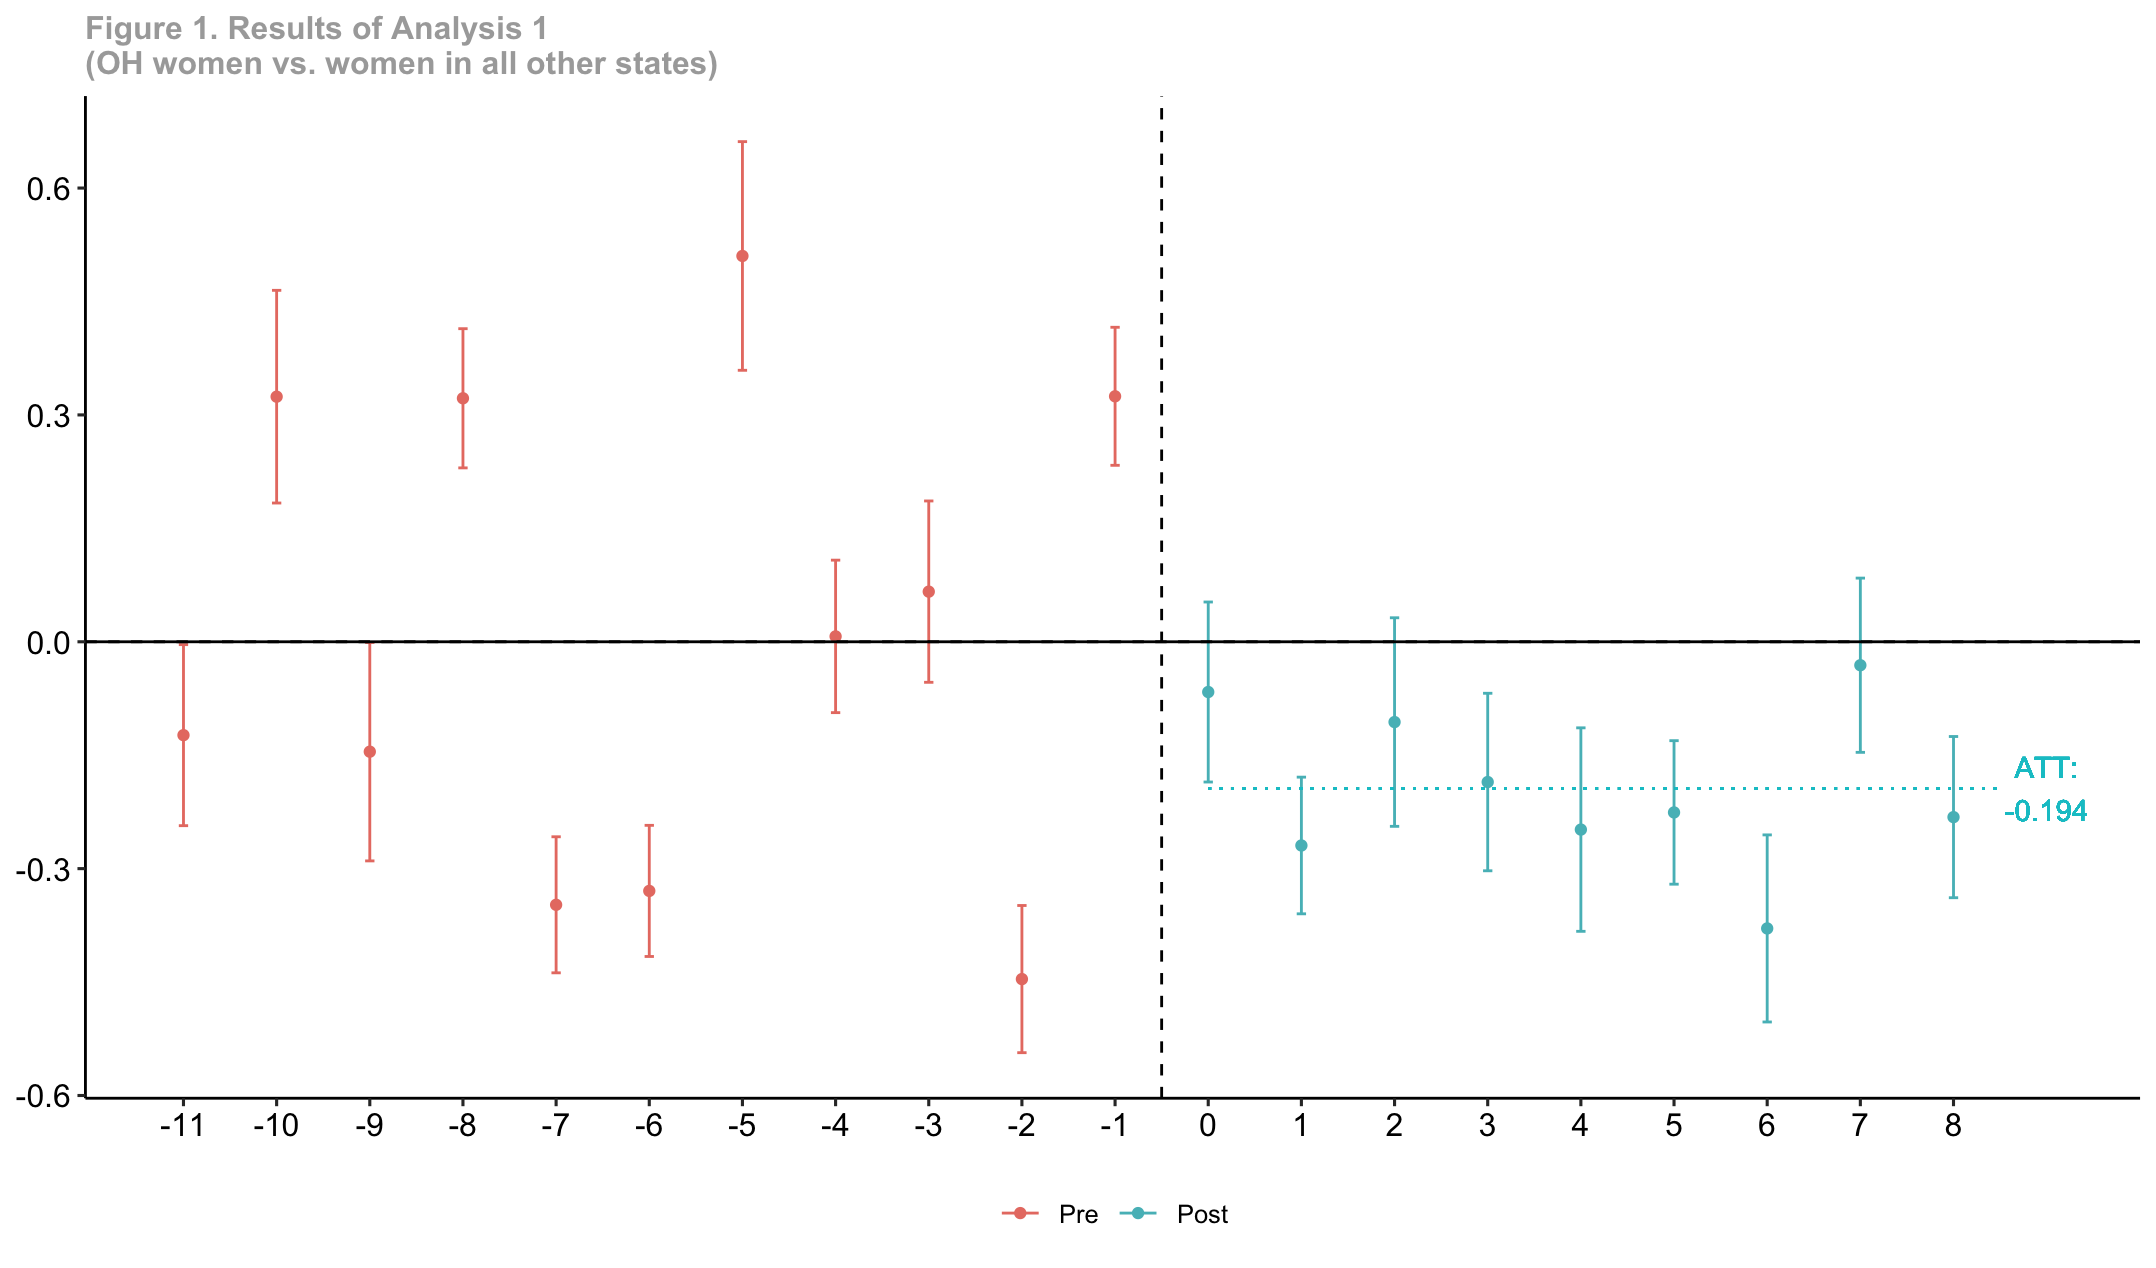 Figure 1. Results of Analysis 1
(OH women vs. women in all other states)
0.6
0.3
0.0
-0.3
-0.6
ATT:
-0.194
-11 -10 -9 -8 -7 -6 -5 -4 -3 -2 -1 0 1 2 3 4 5 6 7 8
Pre Post